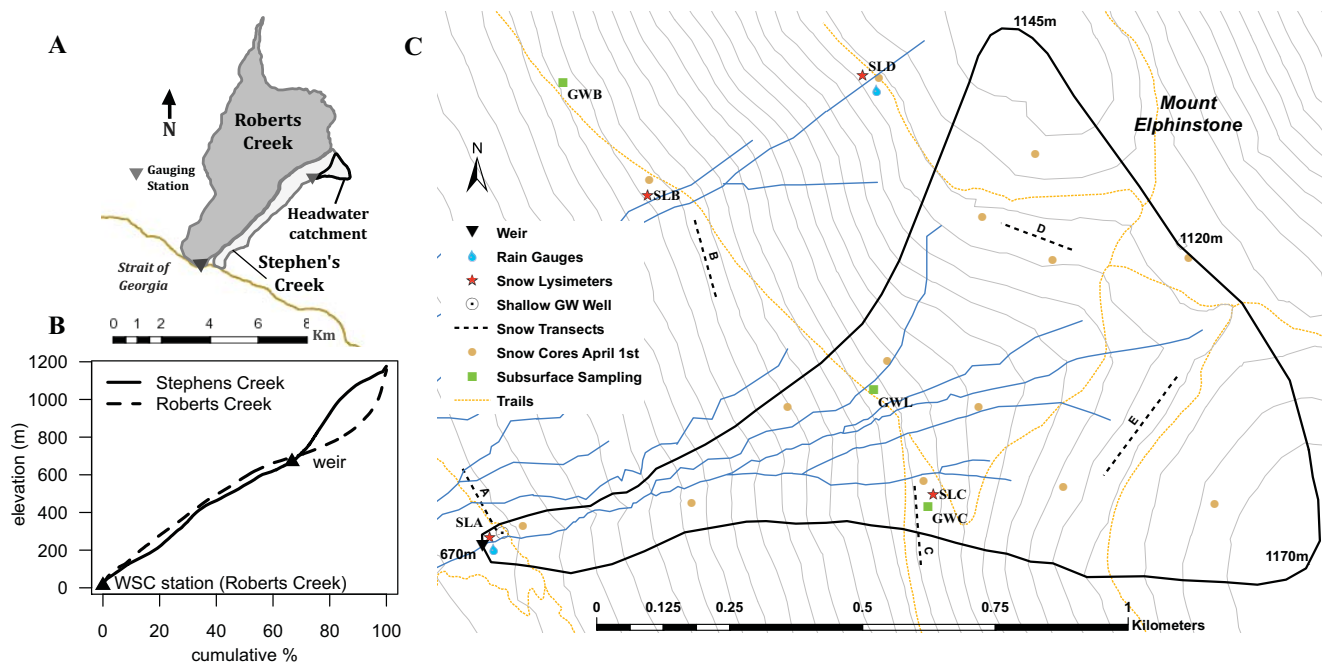 A
N
Roberts
Creek
Gauging
Station
Headwater
catchment
Stephen's
Creek
Strait of
Georgia
0 1 2 4 6 8
Km
B
1200
1000
800
600
400
200
0
elevation (m)
Stephens Creek
Roberts Creek
weir
WSC station (Roberts Creek)
0 20 40 60 80 100
cumulative %
C
1145m
SLD
GWB
Mount
Elphinstone
N
SLB
Weir
Rain Gauges
Snow Lysimeters
Shallow GW Well
Snow Transects
Snow Cores April 1st
Subsurface Sampling
Trails
B
D
1120m
GWL
E
A
SLA
SLC
GWC
C
670m
1170m
0 0.125 0.25 0.5 0.75 1
Kilometers